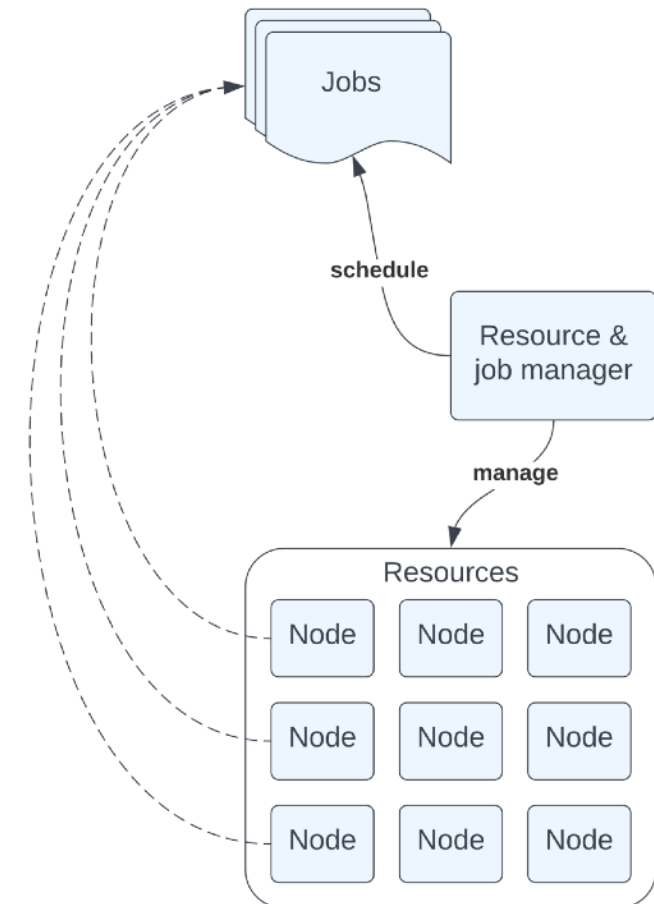 Jobs
schedule
Resource &
job manager
manage
Resources
Node Node Node
Node Node Node
Node Node Node